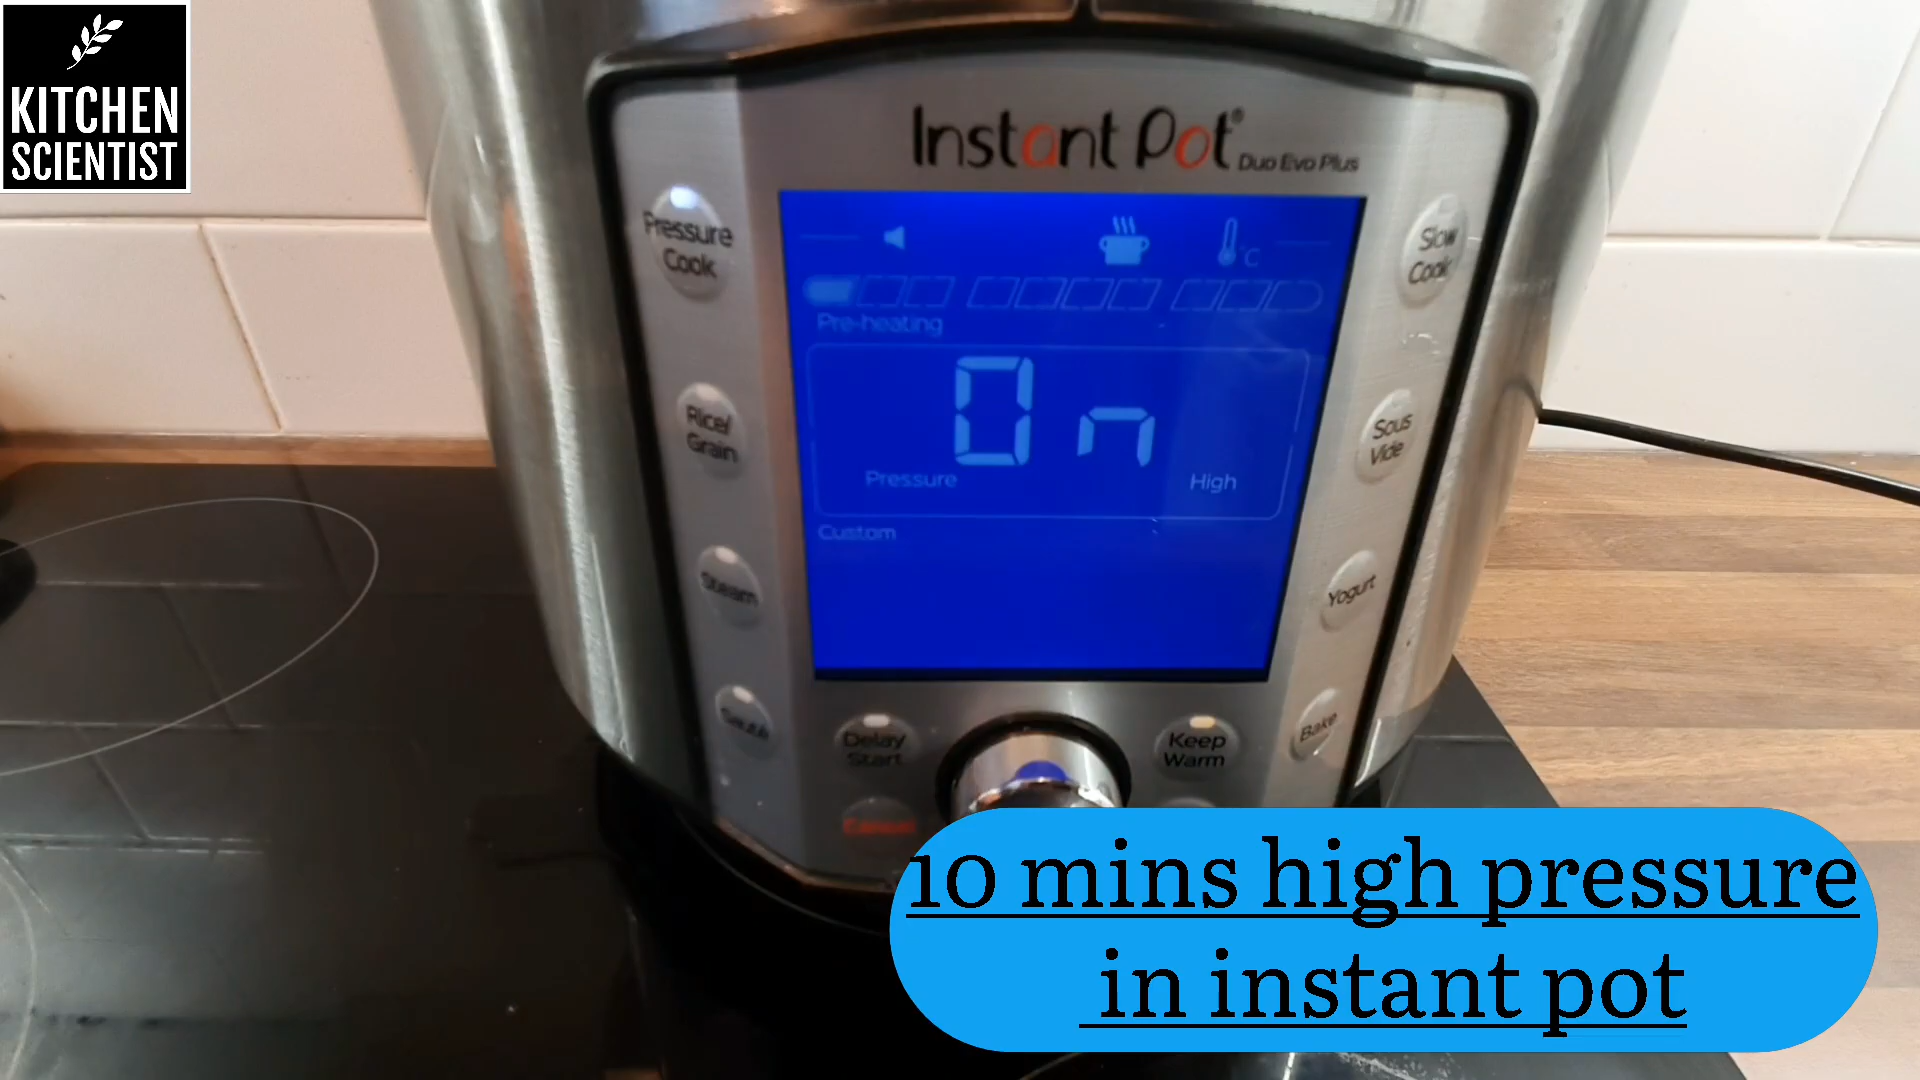 KITCHEN
SCIENTIST
Instant Pot® Duo Evo Plus
Pressure
Cook
Slow
Cook
°C
Pre-heating
On
Pressure High
Custom
Rice/
Grain
Sous
Vide
Steam
Yogurt
Sauté
Bake
Delay
Start
Keep
Warm
Cancel
10 mins high pressure
in instant pot